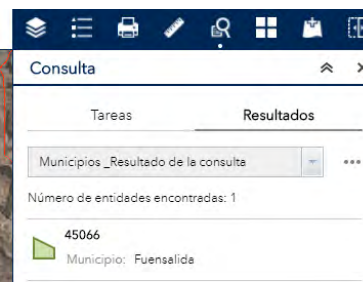 Consulta
Tareas Resultados
Municipios _Resultado de la consulta
Número de entidades encontradas: 1
45066
Municipio: Fuensalida